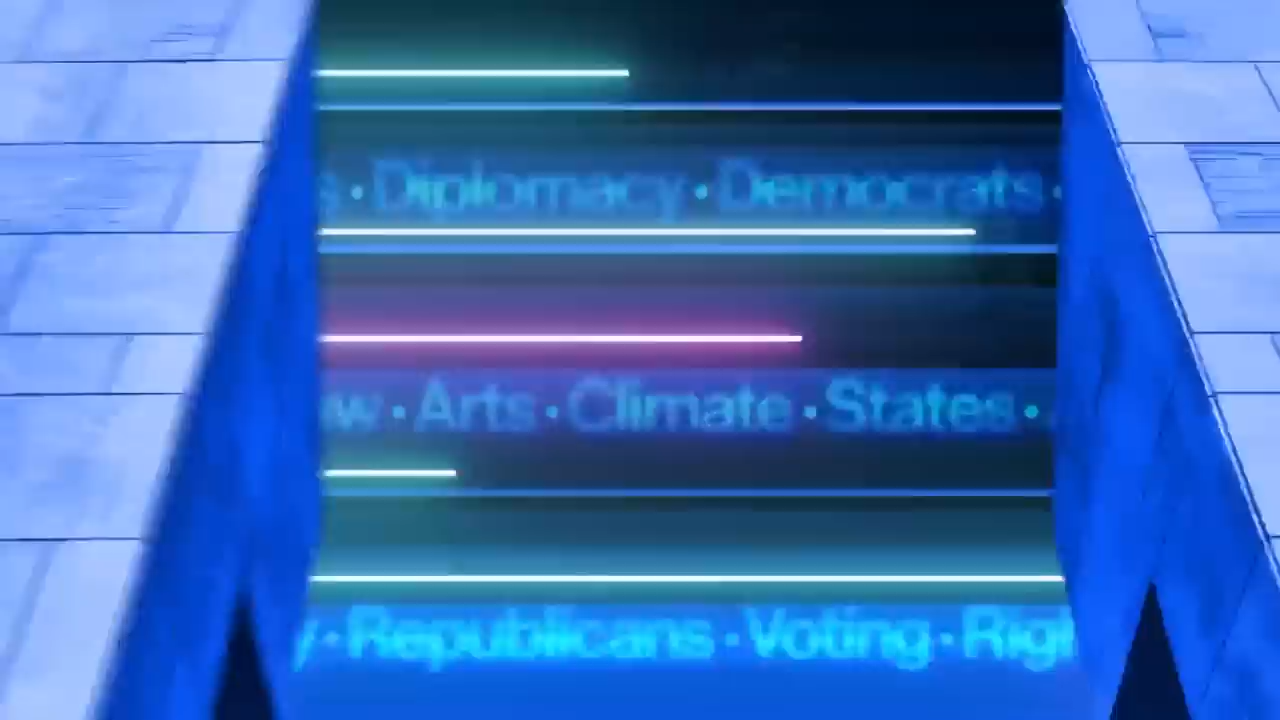 · Diplomacy · Democrats ·
· Arts · Climate · States ·
· Republicans · Voting ·